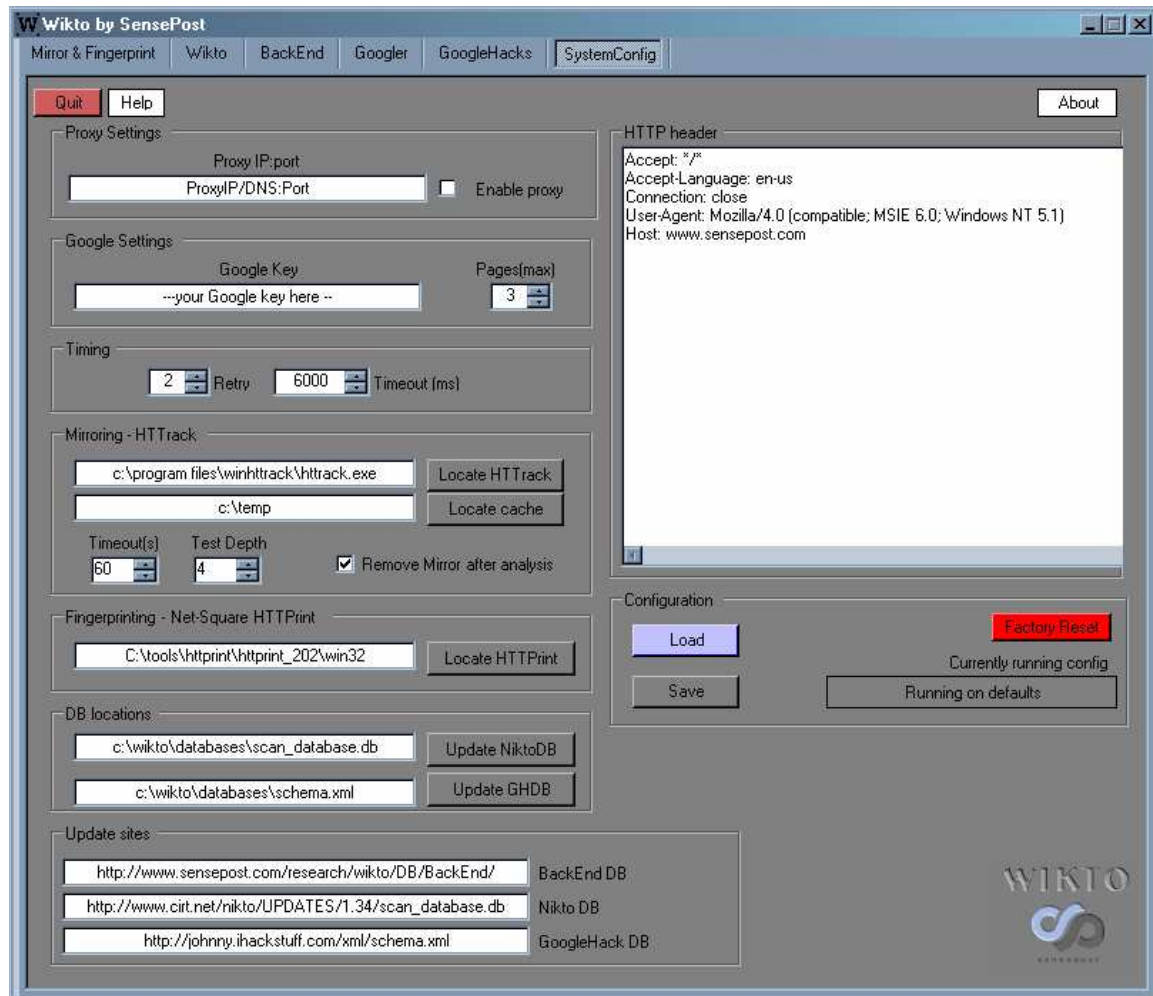 Wikto by SensePost
Mirror & Fingerprint Wikto BackEnd Googler GoogleHacks SystemConfig
Quit Help About
Proxy Settings
Proxy IP:port
ProxyIP/DNS:Port Enable proxy
Google Settings
Google Key Pages(max)
---your Google key here -- 3
Timing
2 Retry 6000 Timeout (ms)
Mirroring - HTTrack
c:\program files\winhttrack\httrack.exe Locate HTTrack
c:\temp Locate cache
Timeout(s) Test Depth
60 4 Remove Mirror after analysis
Fingerprinting - Net-Square HTTPrint
C:\tools\httprint\httprint_202\win32 Locate HTTPrint
DB locations
c:\wikto\databases\scan_database.db Update NiktoDB
c:\wikto\databases\schema.xml Update GHDB
Update sites
http://www.sensepost.com/research/wikto/DB/BackEnd/ BackEnd DB
http://www.cirt.net/nikto/UPDATES/1.34/scan_database.db Nikto DB
http://johnny.ihackstuff.com/xml/schema.xml GoogleHack DB
HTTP header
Accept: */*
Accept-Language: en-us
Connection: close
User-Agent: Mozilla/4.0 (compatible; MSIE 6.0; Windows NT 5.1)
Host: www.sensepost.com
Configuration
Load Factory Reset
Currently running config
Save Running on defaults
WIKTO
SENSEPOST